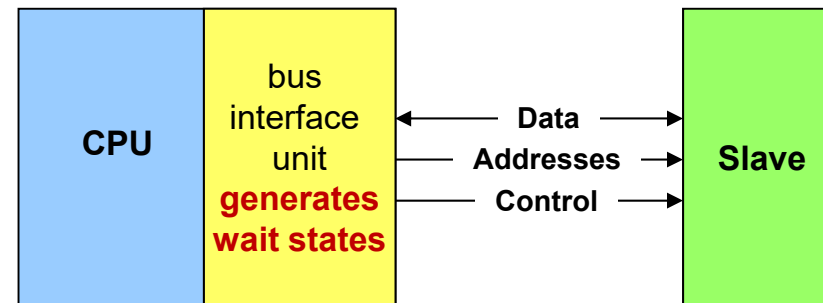 CPU
bus
interface
unit
generates
wait states
Data
Addresses
Control
Slave